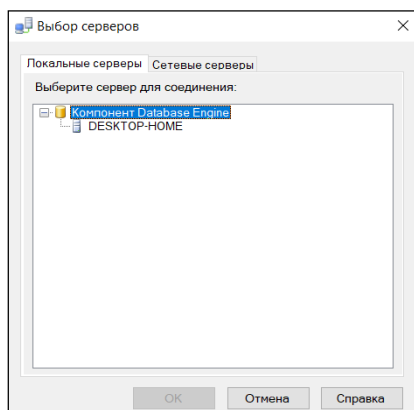 Выбор серверов
Локальные серверы Сетевые серверы
Выберите сервер для соединения:
Компонент Database Engine
DESKTOP-HOME
OK Отмена Справка